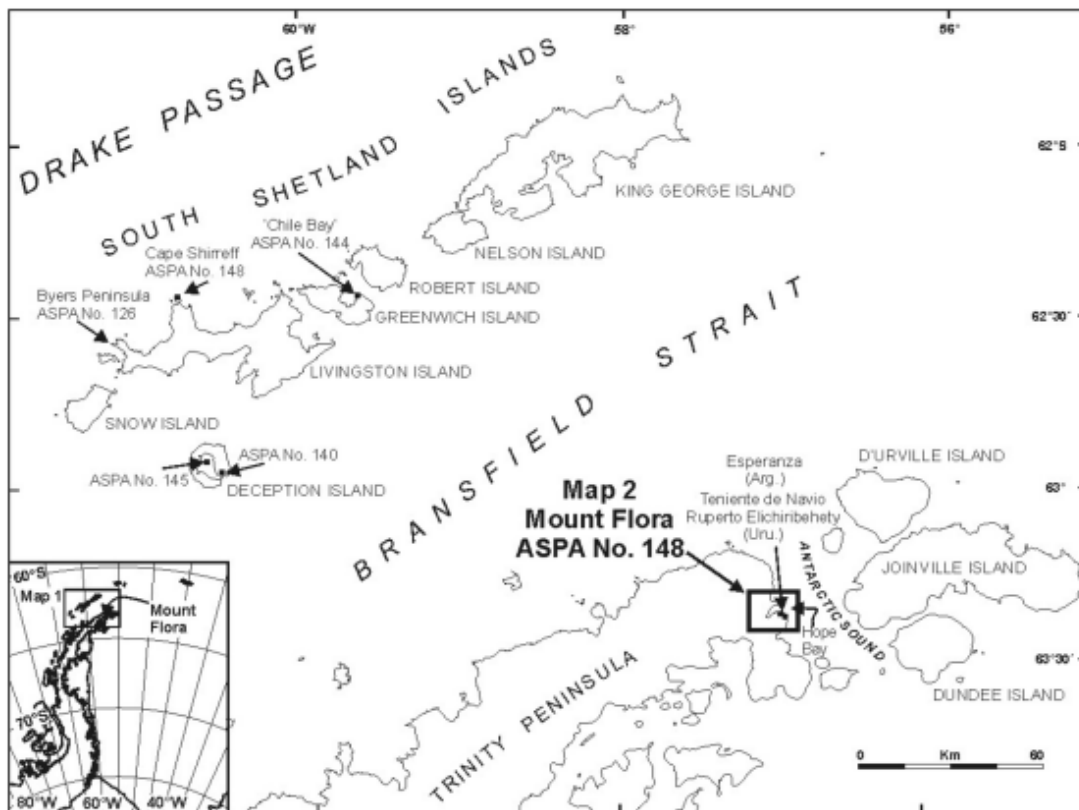 60°W
58°
56°
DRAKE PASSAGE
SOUTH SHETLAND ISLANDS
62°S
KING GEORGE ISLAND
'Chile Bay'
ASPA No. 144
NELSON ISLAND
Cape Shirreff
ASPA No. 148
ROBERT ISLAND
Byers Peninsula
ASPA No. 126
GREENWICH ISLAND
62°30'
LIVINGSTON ISLAND
SNOW ISLAND
BRANSFIELD STRAIT
ASPA No. 140
ASPA No. 145
DECEPTION ISLAND
Esperanza
(Arg.)
Teniente de Navio
Ruperto Elichiribehety
(Uru.)
D'URVILLE ISLAND
63°
Map 2
Mount Flora
ASPA No. 148
ANTARCTIC SOUND
JOINVILLE ISLAND
Hope
Bay
63°30'
DUNDEE ISLAND
TRINITY PENINSULA
0 Km 60
60°S
Map 1
Mount
Flora
70°S
80°W
60°W
40°W